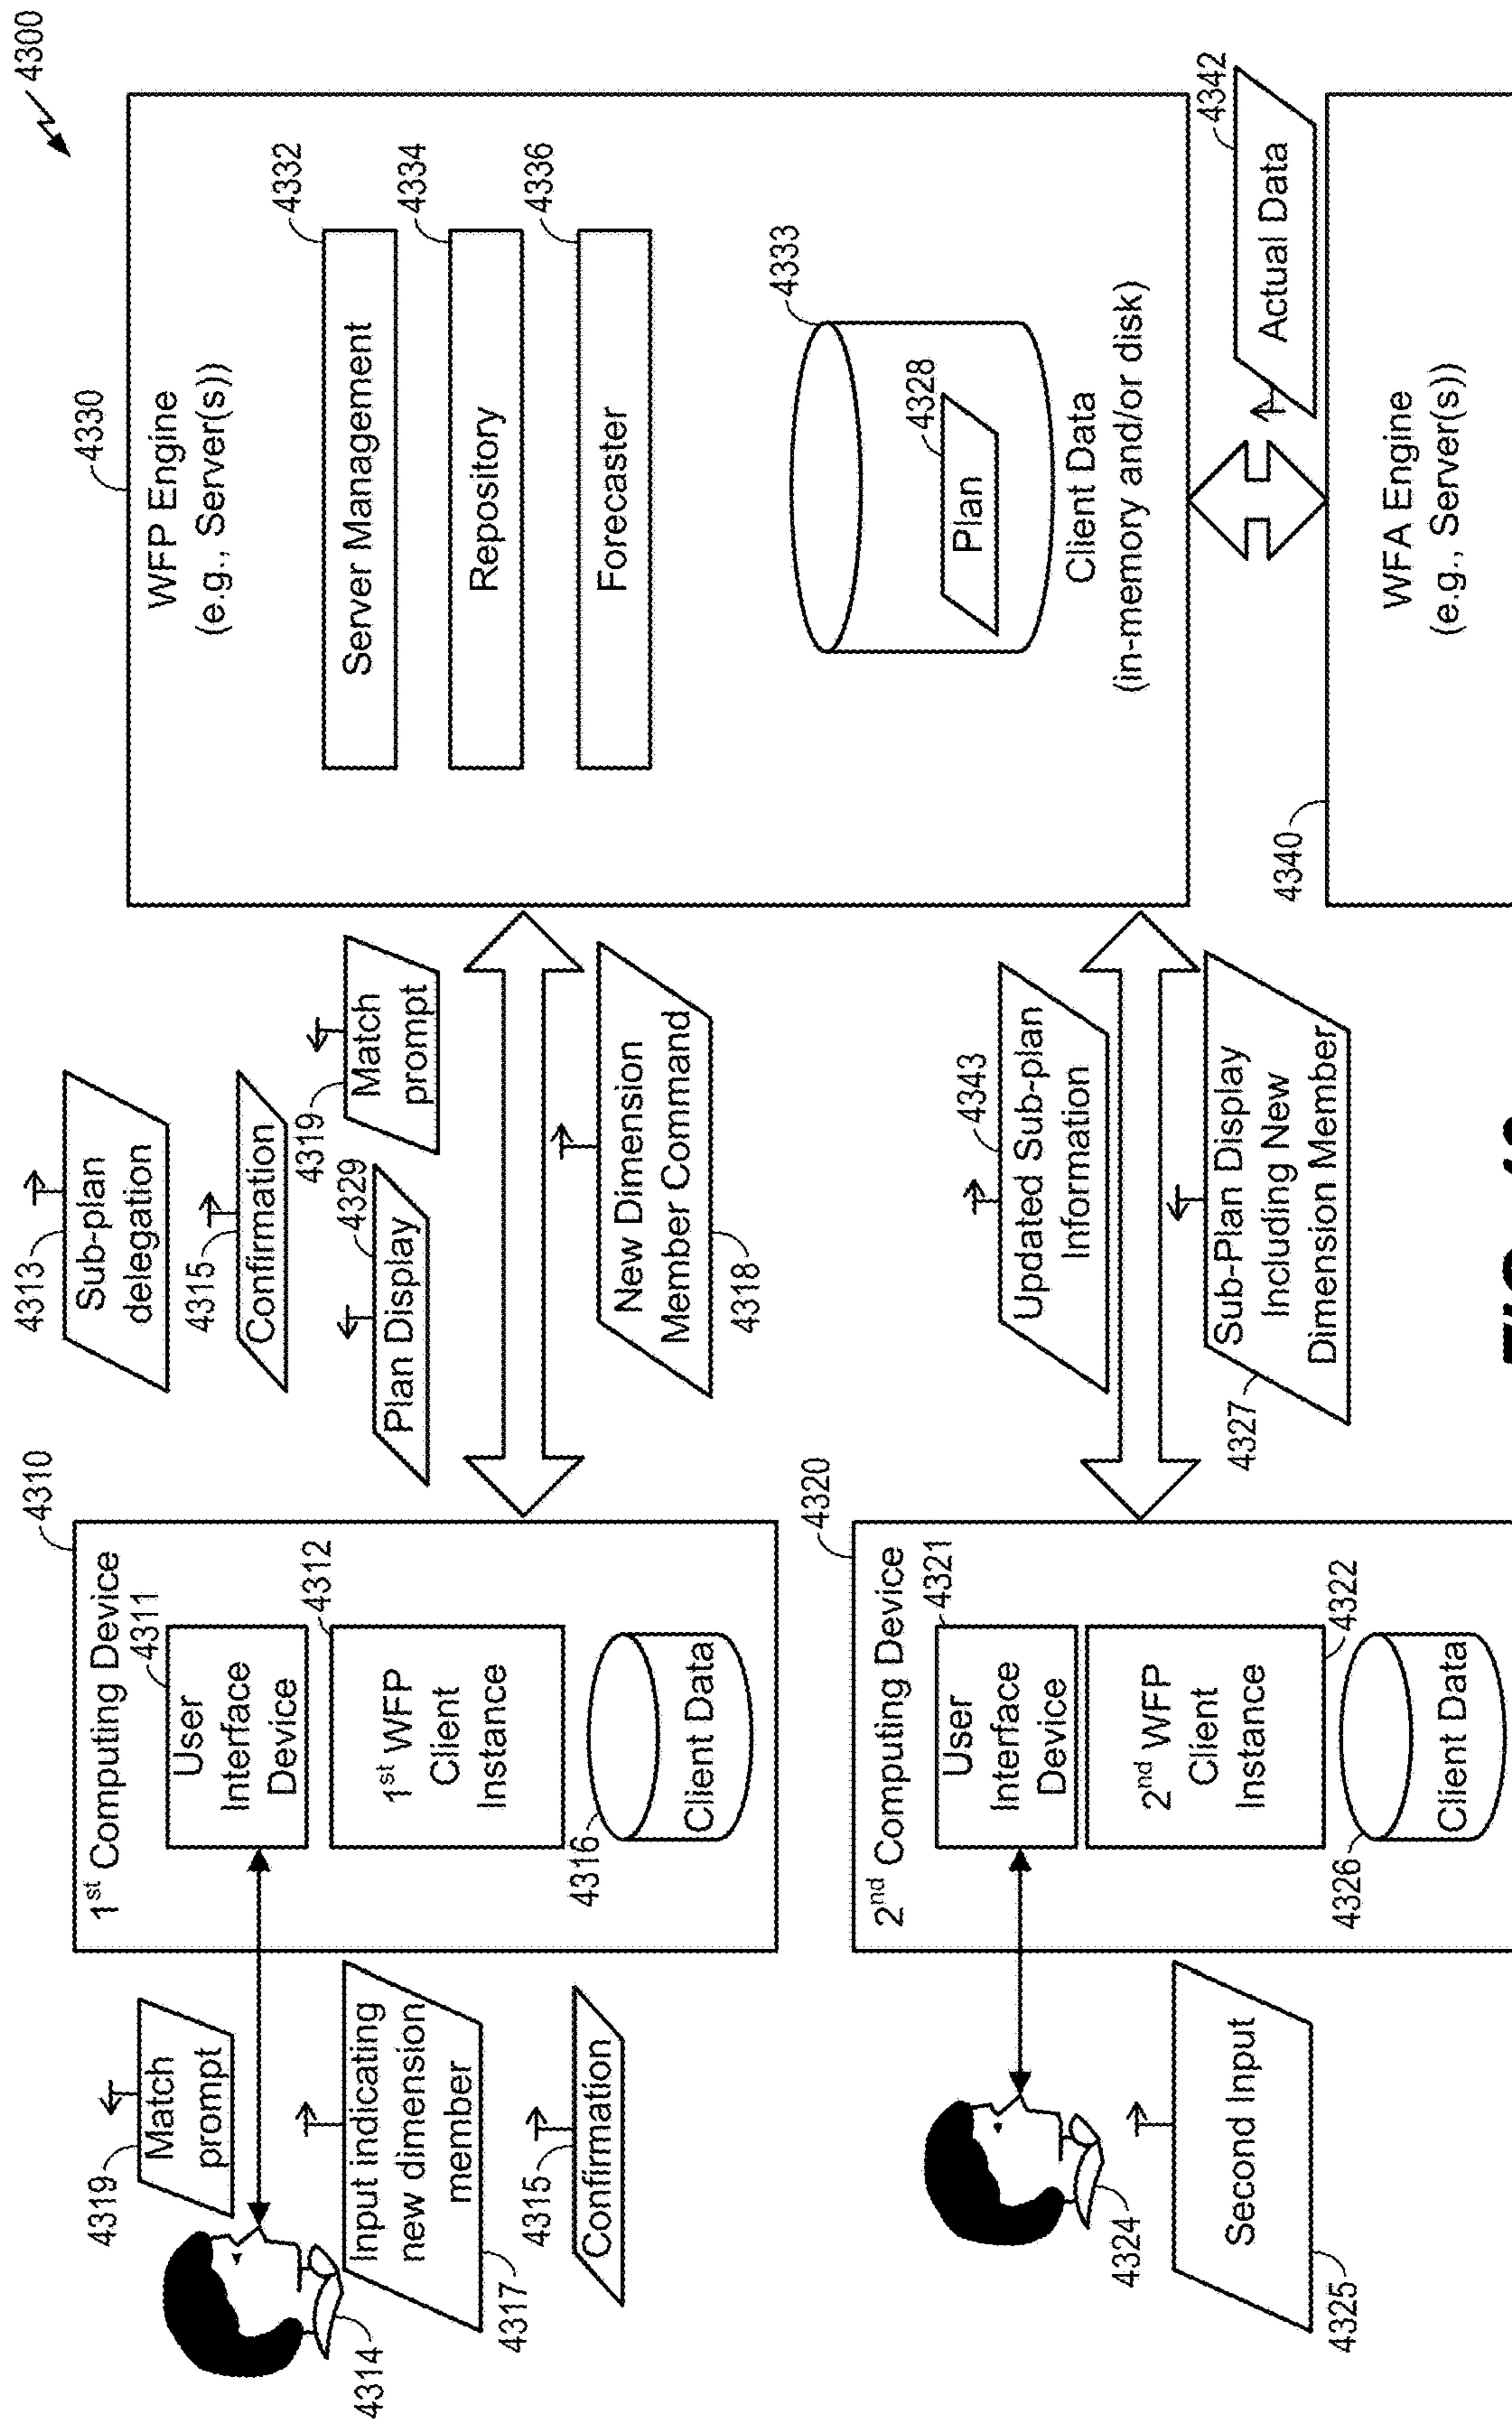 4300
4319
Match
prompt
4314
Input indicating
new dimension
member
4317
4315
Confirmation
4310
1st Computing Device
4311
User
Interface
Device
4312
1st WFP
Client
Instance
4316
Client Data
4313
Sub-plan
delegation
4315
Confirmation
4319
Match
prompt
4329
Plan Display
New Dimension
Member Command
4318
4330
WFP Engine
(e.g., Server(s))
4332
Server Management
4334
Repository
4336
Forecaster
4333
4328
Plan
Client Data
(in-memory and/or disk)
4324
Second Input
4325
4320
2nd Computing Device
4321
User
Interface
Device
2nd WFP
Client
Instance
4322
4326
Client Data
4343
Updated Sub-plan
Information
4327
Sub-Plan Display
Including New
Dimension Member
4342
Actual Data
4340
WFA Engine
(e.g., Server(s))